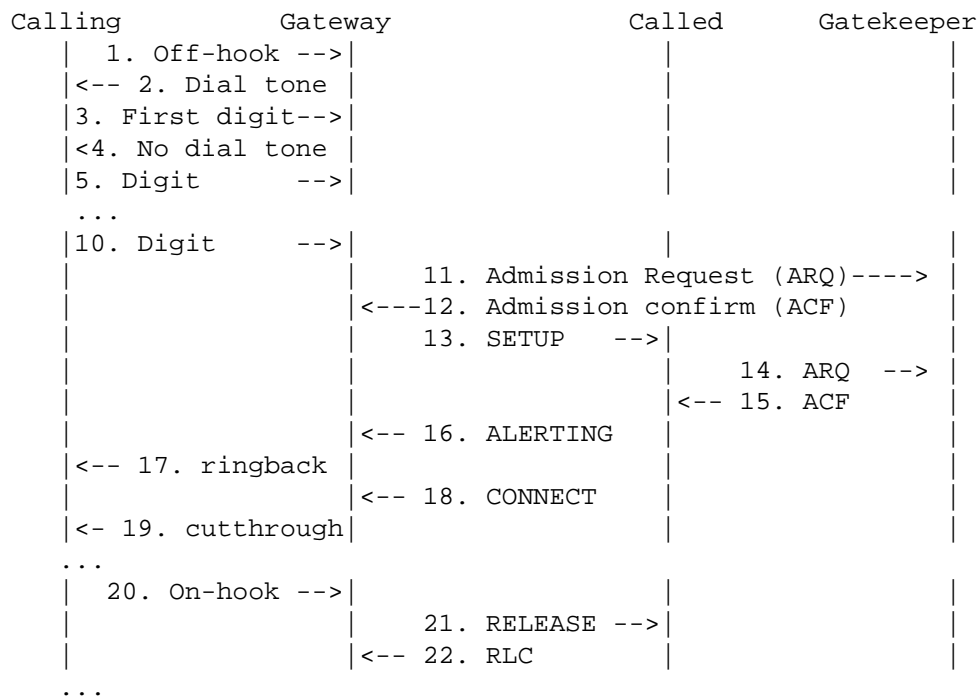 Calling          Gateway               Called       Gatekeeper
    |  1. Off-hook -->|                    |                 |
    |<-- 2. Dial tone |                    |                 |
    |3. First digit-->|                    |                 |
    |<4. No dial tone |                    |                 |
    |5. Digit      -->|                    |                 |
     ...
    |10. Digit     -->|                    |                 |
    |                 |    11. Admission Request (ARQ)---->  |
    |                 |<---12. Admission confirm (ACF)       |
    |                 |    13. SETUP   -->|                  |
    |                 |                   |    14. ARQ  -->  |
    |                 |                   |<-- 15. ACF       |
    |                 |<-- 16. ALERTING   |                  |
    |<-- 17. ringback |                   |                  |
    |                 |<-- 18. CONNECT    |                  |
    |<- 19. cutthrough|                   |                  |
    ...
    |  20. On-hook -->|                   |                  |
    |                 |    21. RELEASE -->|                  |
    |                 |<-- 22. RLC        |                  |
    ...